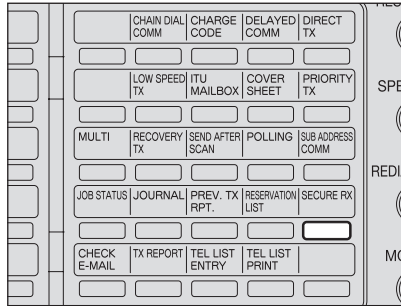 CHAIN DIAL COMM
CHARGE CODE
DELAYED COMM
DIRECT TX
LOW SPEED TX
ITU MAILBOX
COVER SHEET
PRIORITY TX
SPE
MULTI
RECOVERY TX
SEND AFTER SCAN
POLLING
SUB ADDRESS COMM
REDI
JOB STATUS
JOURNAL
PREV. TX RPT.
RESERVATION LIST
SECURE RX
CHECK E-MAIL
TX REPORT
TEL LIST ENTRY
TEL LIST PRINT
MO